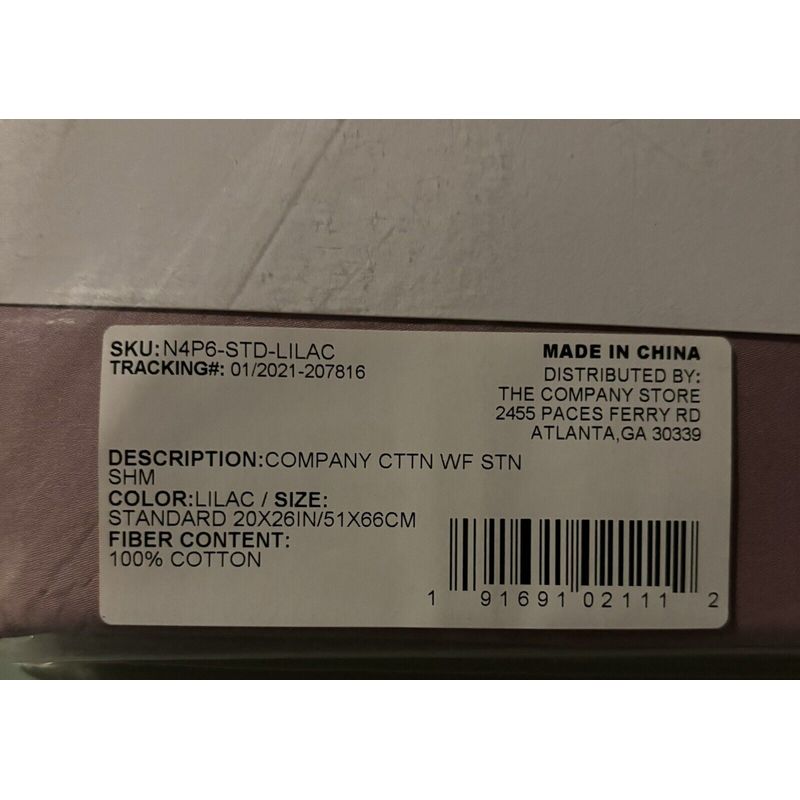 SKU:N4P6-STD-LILAC
TRACKING#: 01/2021-207816
MADE IN CHINA
DISTRIBUTED BY:
THE COMPANY STORE
2455 PACES FERRY RD
ATLANTA,GA 30339
DESCRIPTION:COMPANY CTTN WF STN
SHM
COLOR:LILAC / SIZE:
STANDARD 20X26IN/51X66CM
FIBER CONTENT:
100% COTTON
1 91691 02111 2